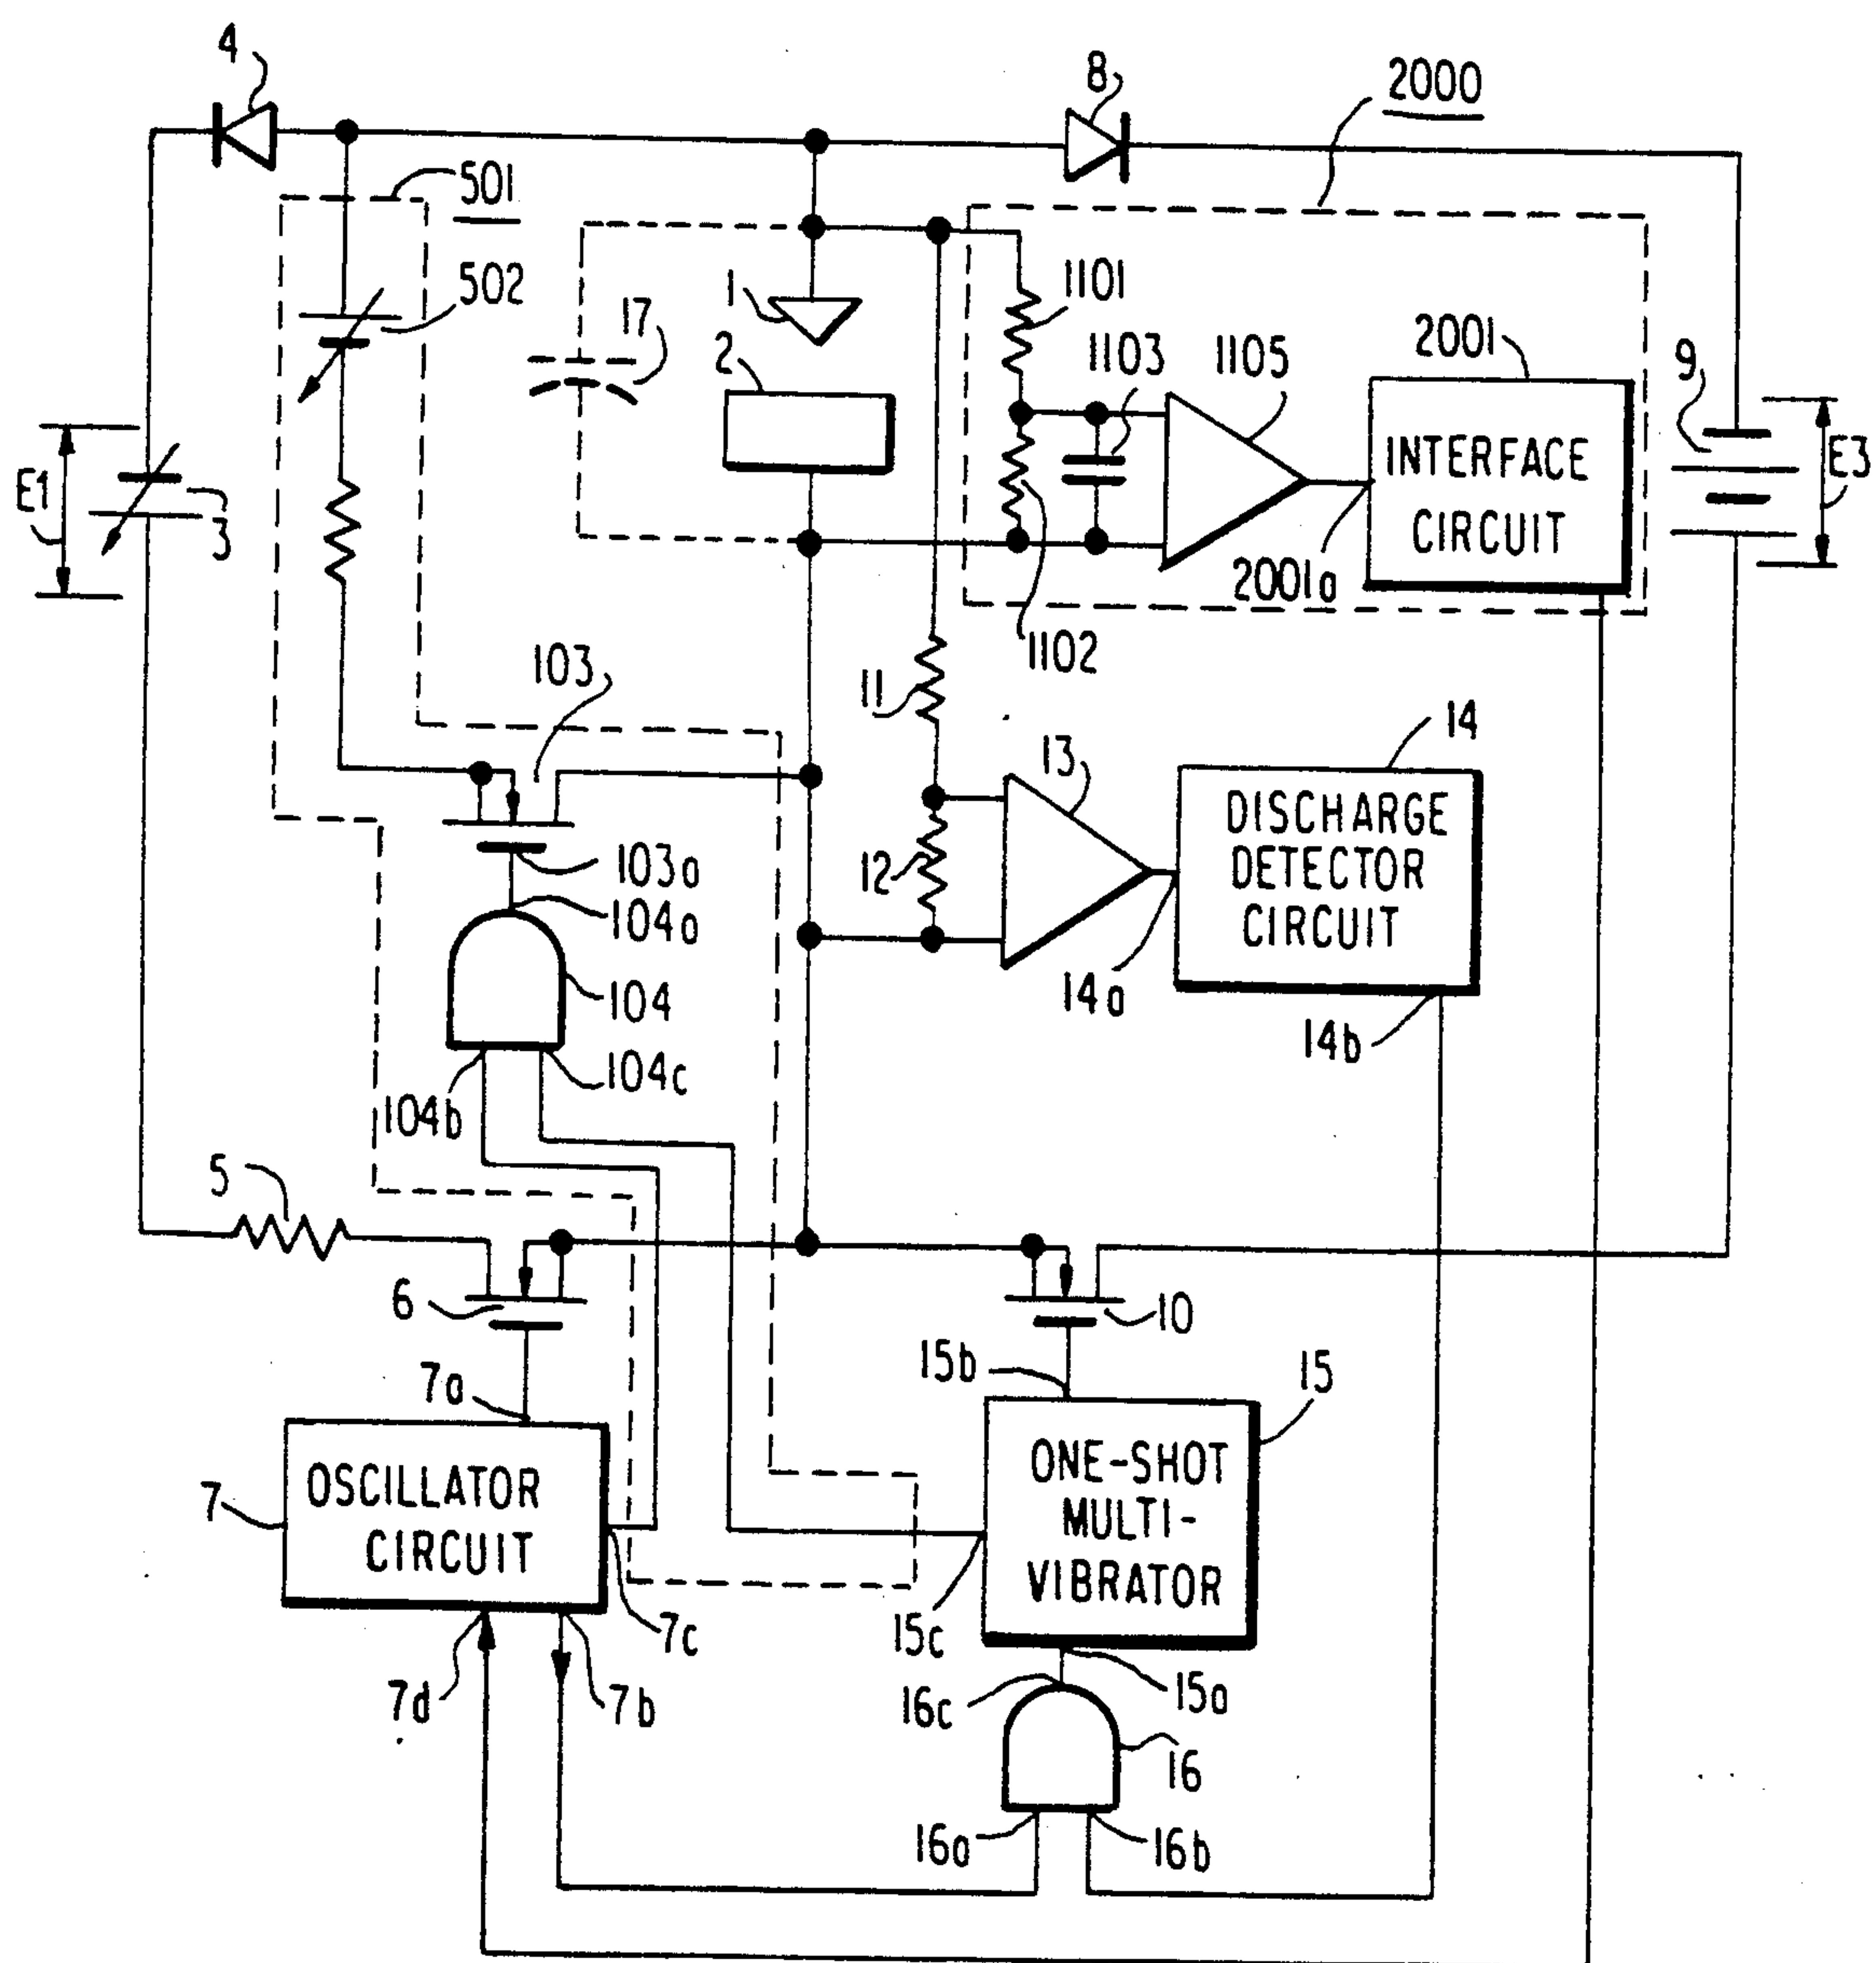 4
8
2000
501
502
1
17
2
1101
1103
1105
2001
9
INTERFACE
CIRCUIT
E1
3
E3
2001a
1102
103
11
13
14
DISCHARGE
DETECTOR
CIRCUIT
12
103a
104a
104
14a
14b
104b
104c
5
6
10
7a
15b
15
OSCILLATOR
CIRCUIT
7
ONE-SHOT
MULTI-
VIBRATOR
7c
15c
7d
7b
16c
15a
16
16a
16b